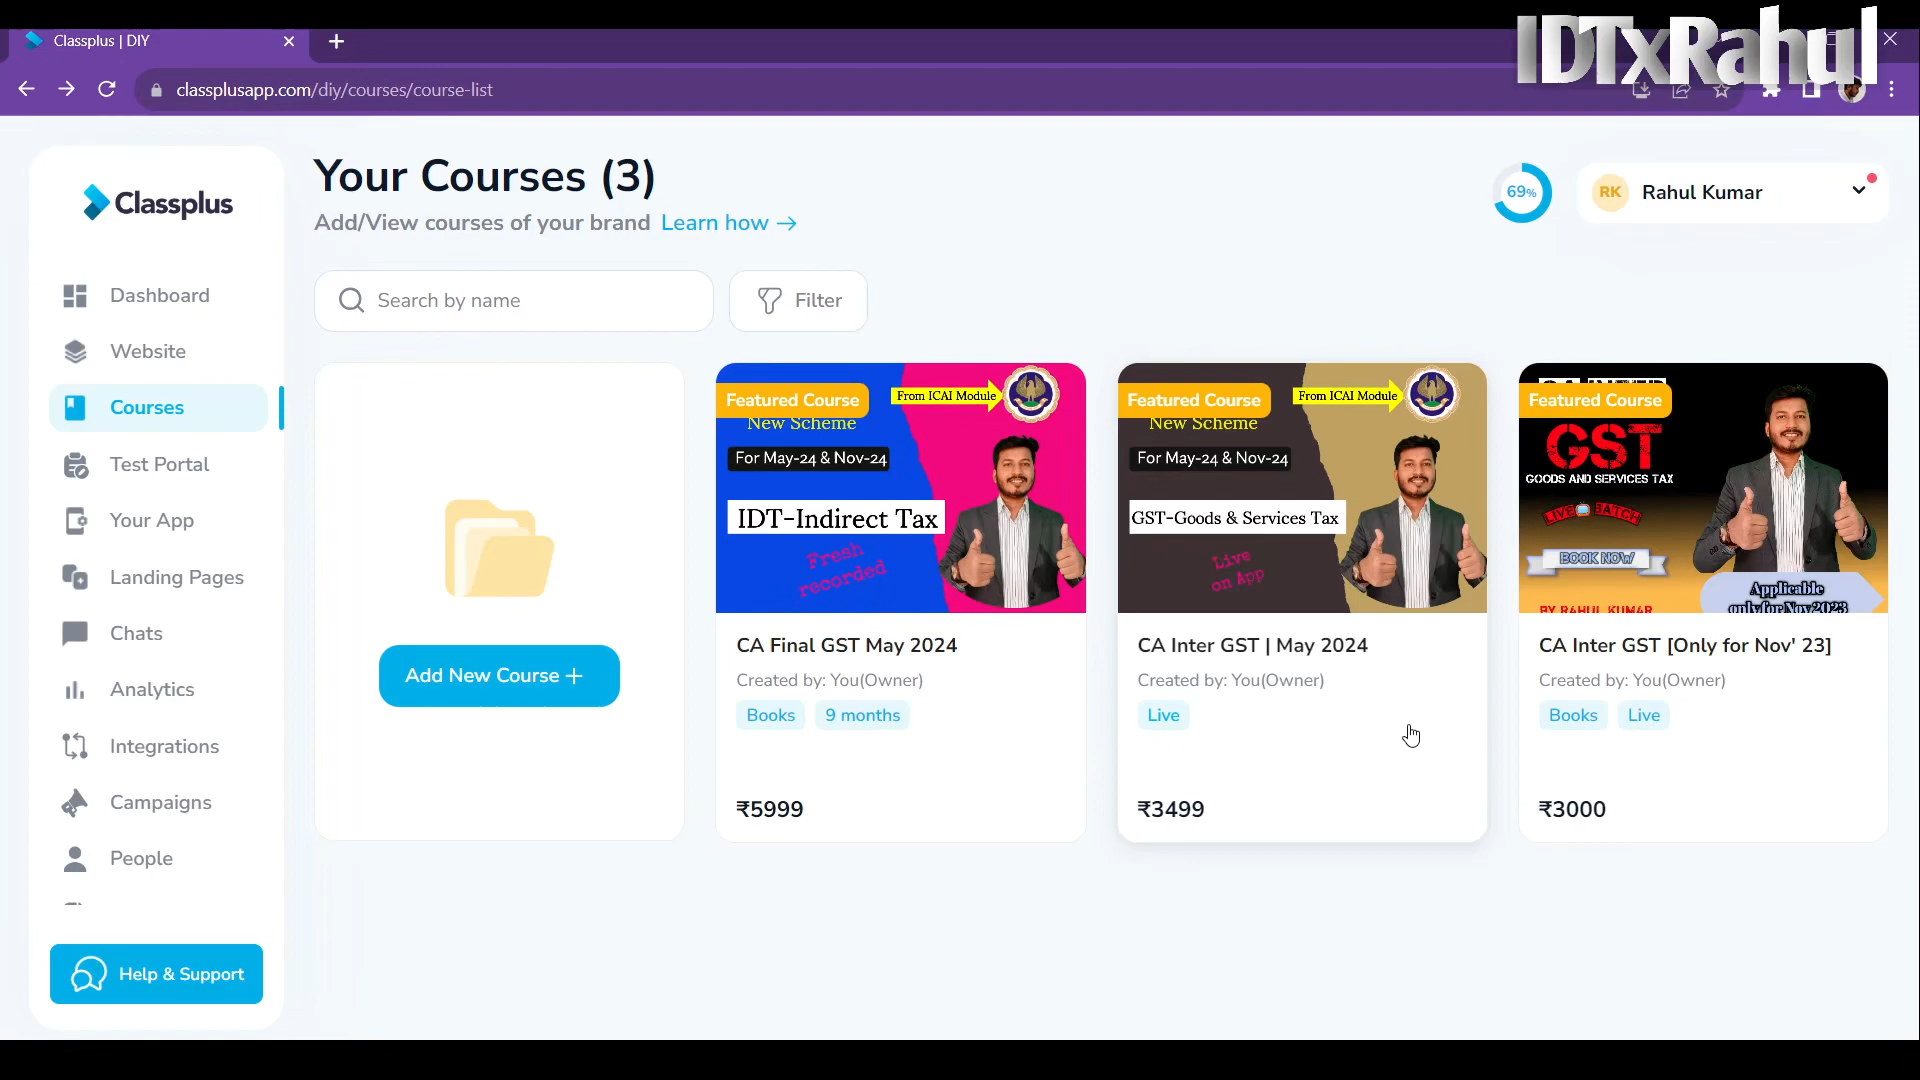 Classplus | DIY
IDTxRahul
classplusapp.com/diy/courses/course-list
Classplus
Dashboard
Website
Courses
Test Portal
Your App
Landing Pages
Chats
Analytics
Integrations
Campaigns
People
Help & Support
Your Courses (3)
Add/View courses of your brand Learn how →
69%
RK Rahul Kumar
Search by name
Filter
Add New Course +
Featured Course
From ICAI Module
New Scheme
For May-24 & Nov-24
IDT-Indirect Tax
Fresh
recorded
CA Final GST May 2024
Created by: You(Owner)
Books 9 months
₹5999
Featured Course
From ICAI Module
New Scheme
For May-24 & Nov-24
GST-Goods & Services Tax
Live
on App
CA Inter GST | May 2024
Created by: You(Owner)
Live
₹3499
Featured Course
GST
GOODS AND SERVICES TAX
LIVE BATCH
BOOK NOW
Applicable
only for Nov 2023
BY RAHUL KUMAR
CA Inter GST [Only for Nov' 23]
Created by: You(Owner)
Books Live
₹3000